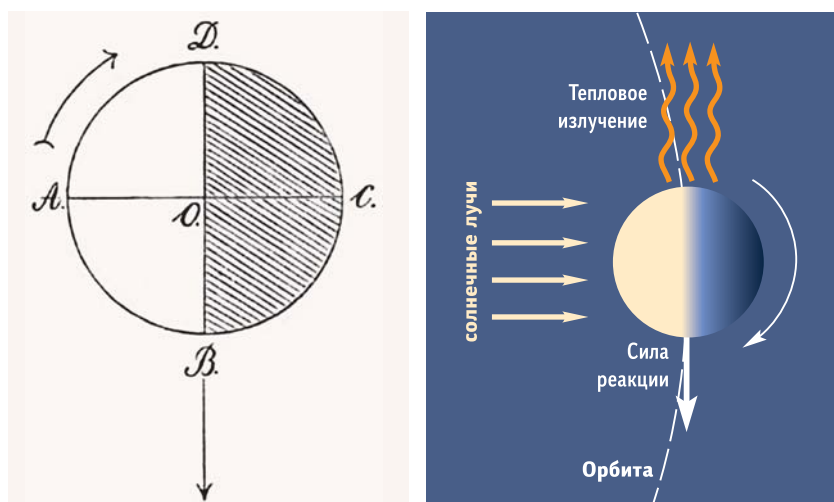 Д.
А.
О.
С.
В.
Тепловое
излучение
солнечные лучи
Сила
реакции
Орбита